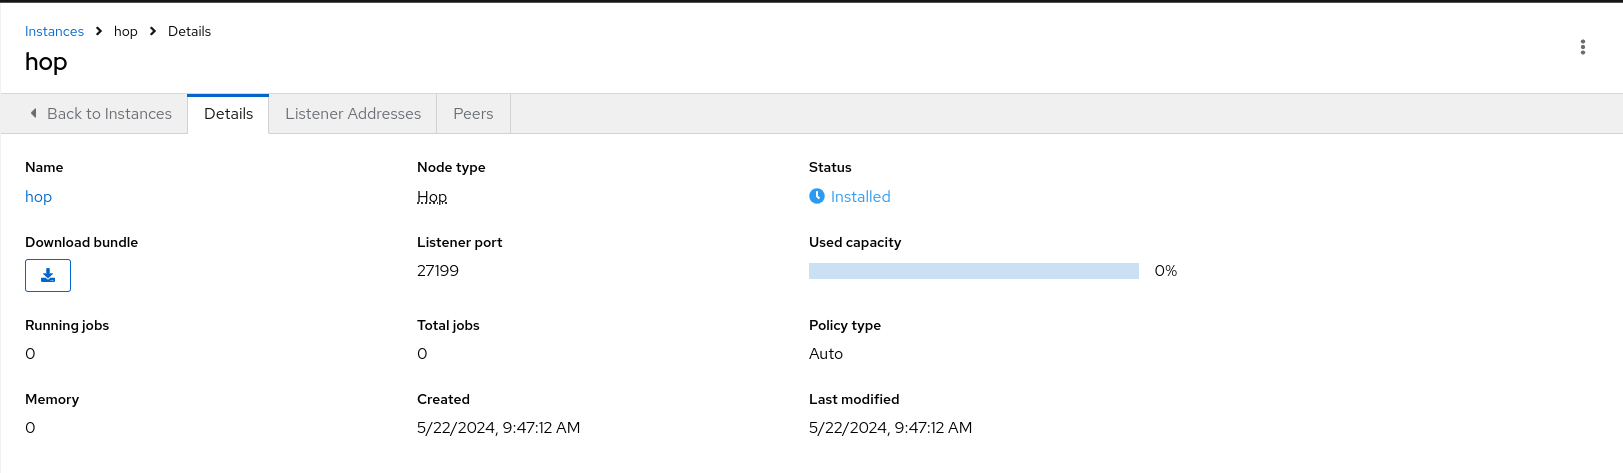 Instances > hop > Details
hop
Back to Instances Details Listener Addresses Peers
Name Node type Status
hop Hop Installed
Download bundle Listener port Used capacity
27199 0%
Running jobs Total jobs Policy type
0 0 Auto
Memory Created Last modified
0 5/22/2024, 9:47:12 AM 5/22/2024, 9:47:12 AM